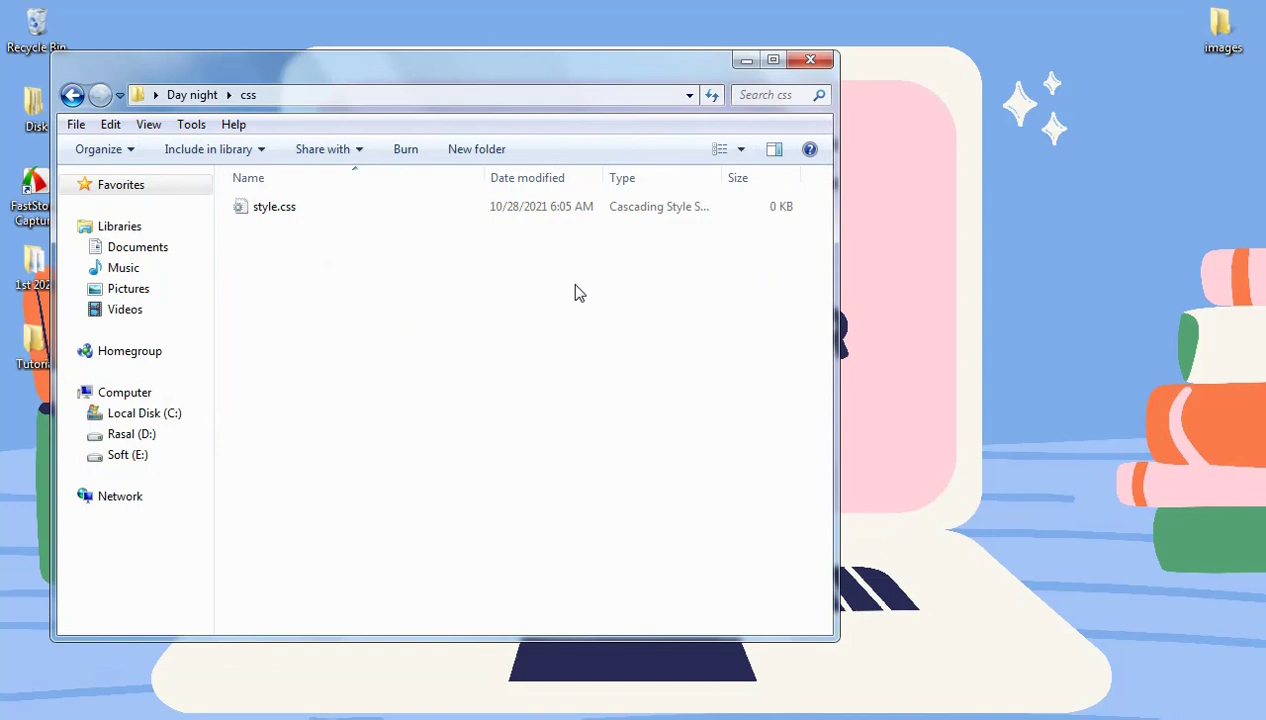 Recycle Bin
images
Day night css
Search css
Disk
File Edit View Tools Help
Organize Include in library Share with Burn New folder
Name Date modified Type Size
Favorites
style.css 10/28/2021 6:05 AM Cascading Style S... 0 KB
FastSto
Captu
Libraries
Documents
Music
1st 202
Pictures
Videos
Homegroup
Tutori
Computer
Local Disk (C:)
Rasal (D:)
Soft (E:)
Network